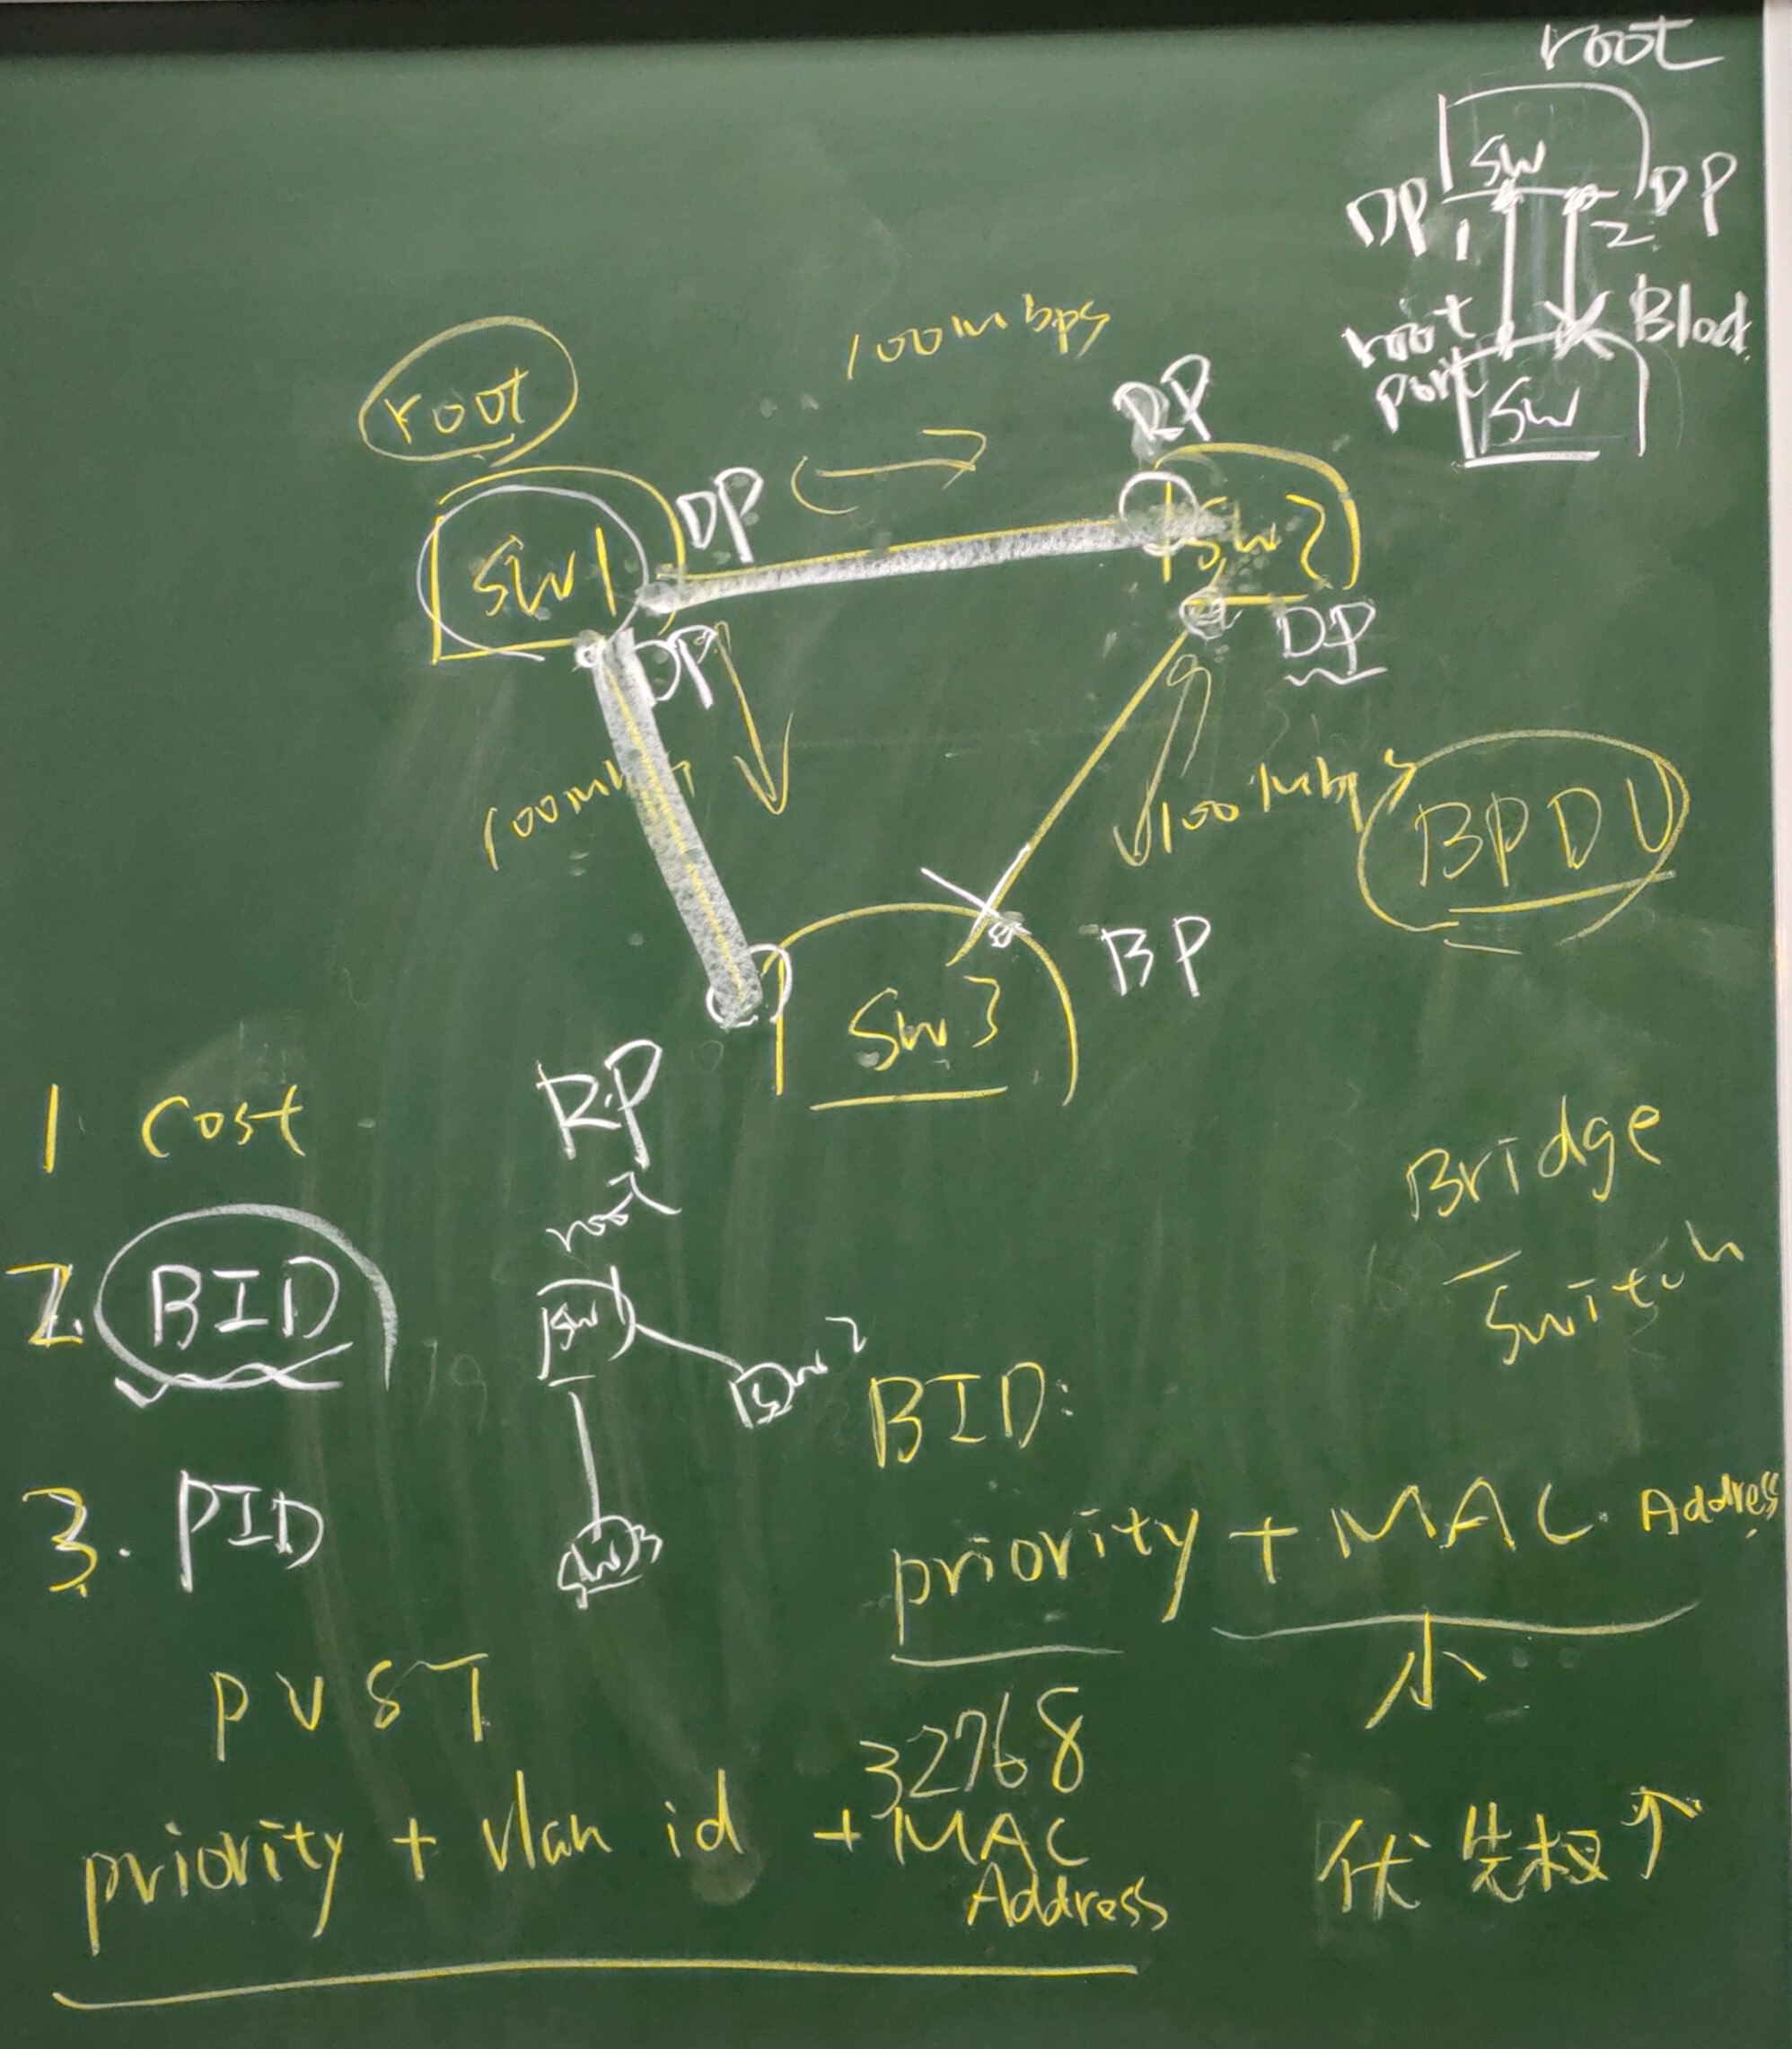 root
SW
DP
DP
1
2
root
port
Block
SW
100Mbps
root
RP
SW1
DP
SW2
DP
DP
100Mbps
BPDU
BP
SW3
1 Cost
RP
2. BID
root
SW1
SW2
SW3
3. PID
Bridge
Switch
BID:
priority + MAC Address
小
32768
PVST
priority + vlan id + MAC
Address
优先权↑